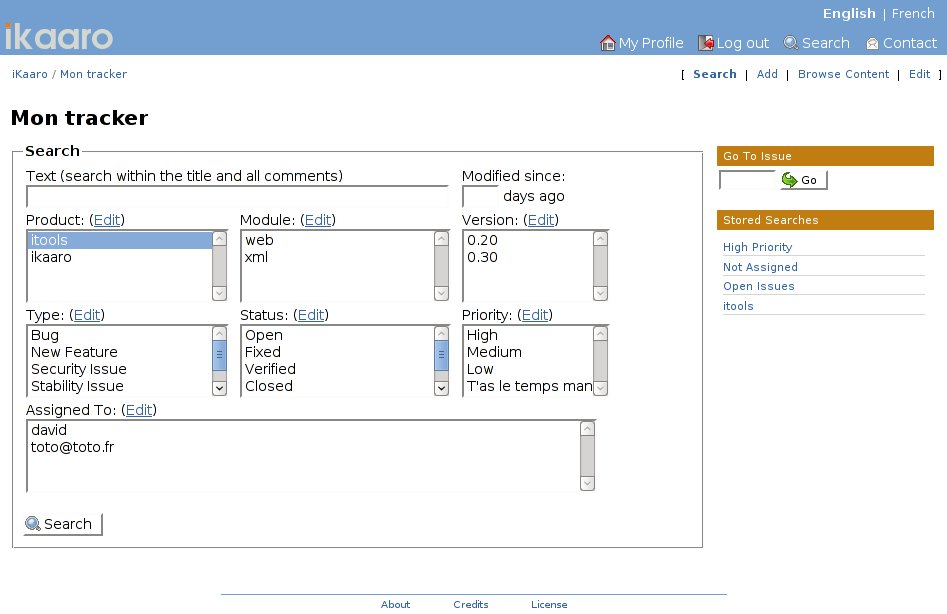 English | French
ikaaro
My Profile Log out Search Contact
iKaaro / Mon tracker
[ Search | Add | Browse Content | Edit ]
Mon tracker
Search
Text (search within the title and all comments)
Modified since:
days ago
Product: (Edit)
itools
ikaaro
Module: (Edit)
web
xml
Version: (Edit)
0.20
0.30
Type: (Edit)
Bug
New Feature
Security Issue
Stability Issue
Status: (Edit)
Open
Fixed
Verified
Closed
Priority: (Edit)
High
Medium
Low
T'as le temps man
Assigned To: (Edit)
david
toto@toto.fr
Search
Go To Issue
Go
Stored Searches
High Priority
Not Assigned
Open Issues
itools
About Credits License